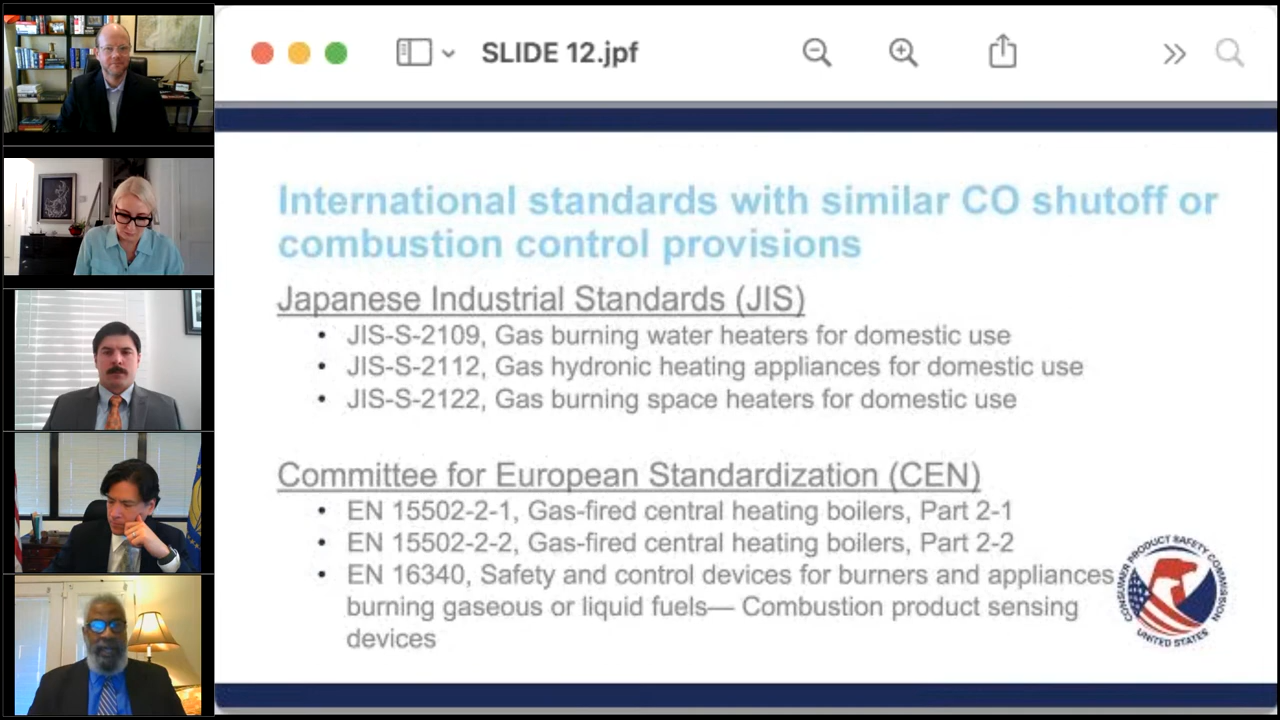 SLIDE 12.jpf
International standards with similar CO shutoff or
combustion control provisions
Japanese Industrial Standards (JIS)
• JIS-S-2109, Gas burning water heaters for domestic use
• JIS-S-2112, Gas hydronic heating appliances for domestic use
• JIS-S-2122, Gas burning space heaters for domestic use
Committee for European Standardization (CEN)
• EN 15502-2-1, Gas-fired central heating boilers, Part 2-1
• EN 15502-2-2, Gas-fired central heating boilers, Part 2-2
• EN 16340, Safety and control devices for burners and appliances
burning gaseous or liquid fuels— Combustion product sensing
devices
CONSUMER PRODUCT SAFETY COMMISSION
UNITED STATES